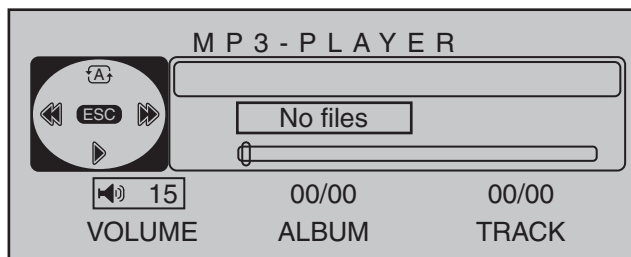 MP3-PLAYER
A
ESC
No files
15 00/00 00/00
VOLUME ALBUM TRACK